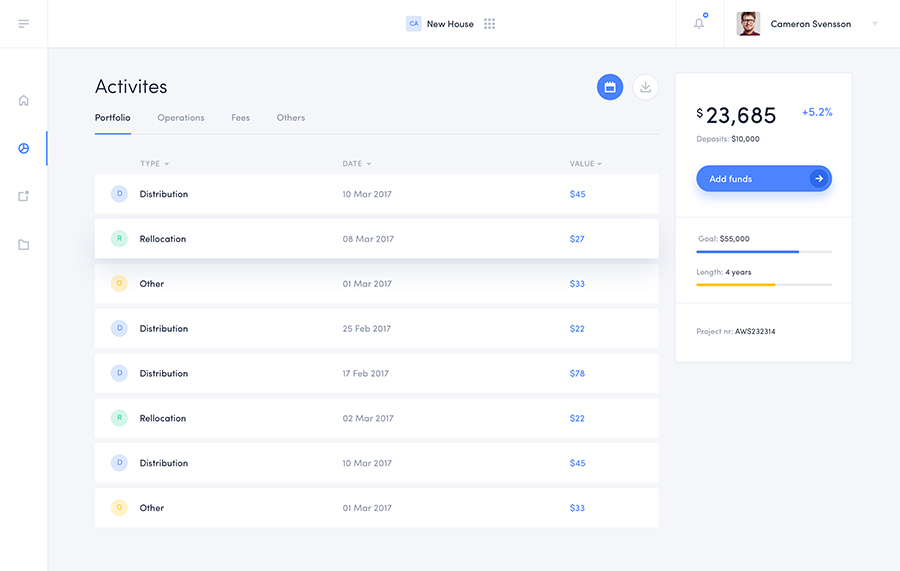 CA New House
Cameron Svensson
Activites
Portfolio Operations Fees Others
TYPE DATE VALUE
D Distribution 10 Mar 2017 $45
R Rellocation 08 Mar 2017 $27
O Other 01 Mar 2017 $33
D Distribution 25 Feb 2017 $22
D Distribution 17 Feb 2017 $78
R Rellocation 02 Mar 2017 $22
D Distribution 10 Mar 2017 $45
O Other 01 Mar 2017 $33
$23,685 +5.2%
Deposits: $10,000
Add funds
Goal: $55,000
Length: 4 years
Project nr: AWS232314